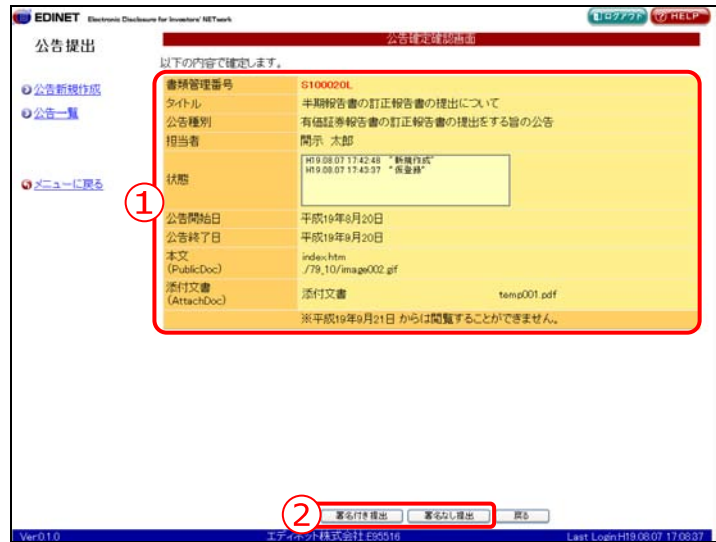 EDINET Electronic Disclosure for Investors' NETwork
ログアウト
HELP
公告提出
公告確定確認画面
以下の内容で確定します。
公告新規作成
公告一覧
メニューに戻る
①
書類管理番号 S100020L
タイトル 半期報告書の訂正報告書の提出について
公告種別 有価証券報告書の訂正報告書の提出をする旨の公告
担当者 開示 太郎
状態
H19.08.07 17:42:48 "新規作成"
H19.08.07 17:43:37 "仮登録"
公告開始日 平成19年8月20日
公告終了日 平成19年9月20日
本文
(PublicDoc)
index.htm
./79_10/image002.gif
添付文書
(AttachDoc)
添付文書 temp001.pdf
※平成19年9月21日 からは閲覧することができません。
②
署名付き提出 署名なし提出 戻る
Ver.0.1.0 エディネット株式会社:E95516 Last Login:H19.08.07 17:08:37